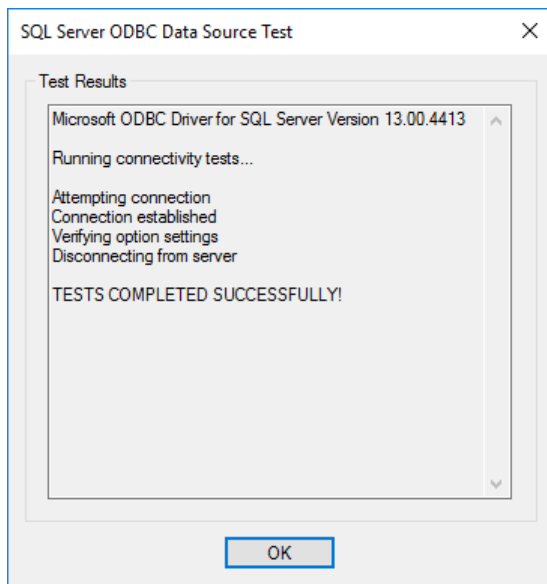 SQL Server ODBC Data Source Test
Test Results
Microsoft ODBC Driver for SQL Server Version 13.00.4413
Running connectivity tests...
Attempting connection
Connection established
Verifying option settings
Disconnecting from server
TESTS COMPLETED SUCCESSFULLY!
OK